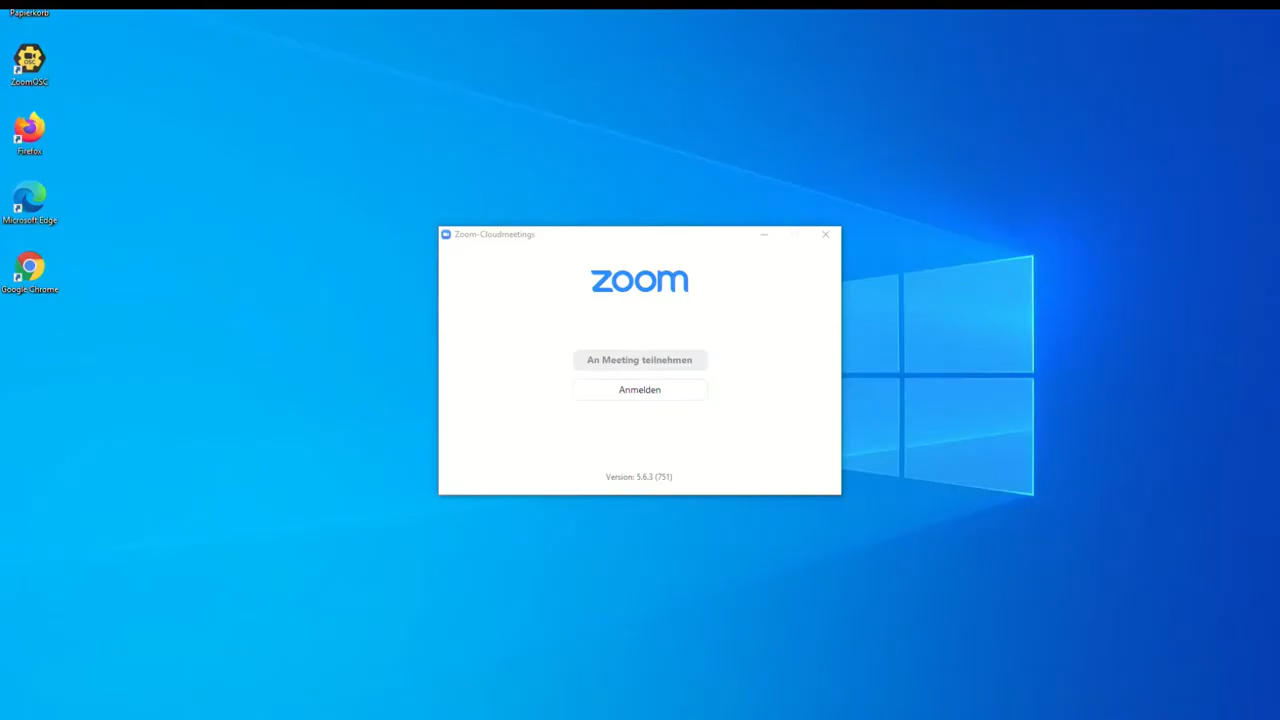 Papierkorb
OSC
ZoomOSC
Firefox
Microsoft Edge
Google Chrome
Zoom-Cloudmeetings
zoom
An Meeting teilnehmen
Anmelden
Version: 5.6.3 (751)